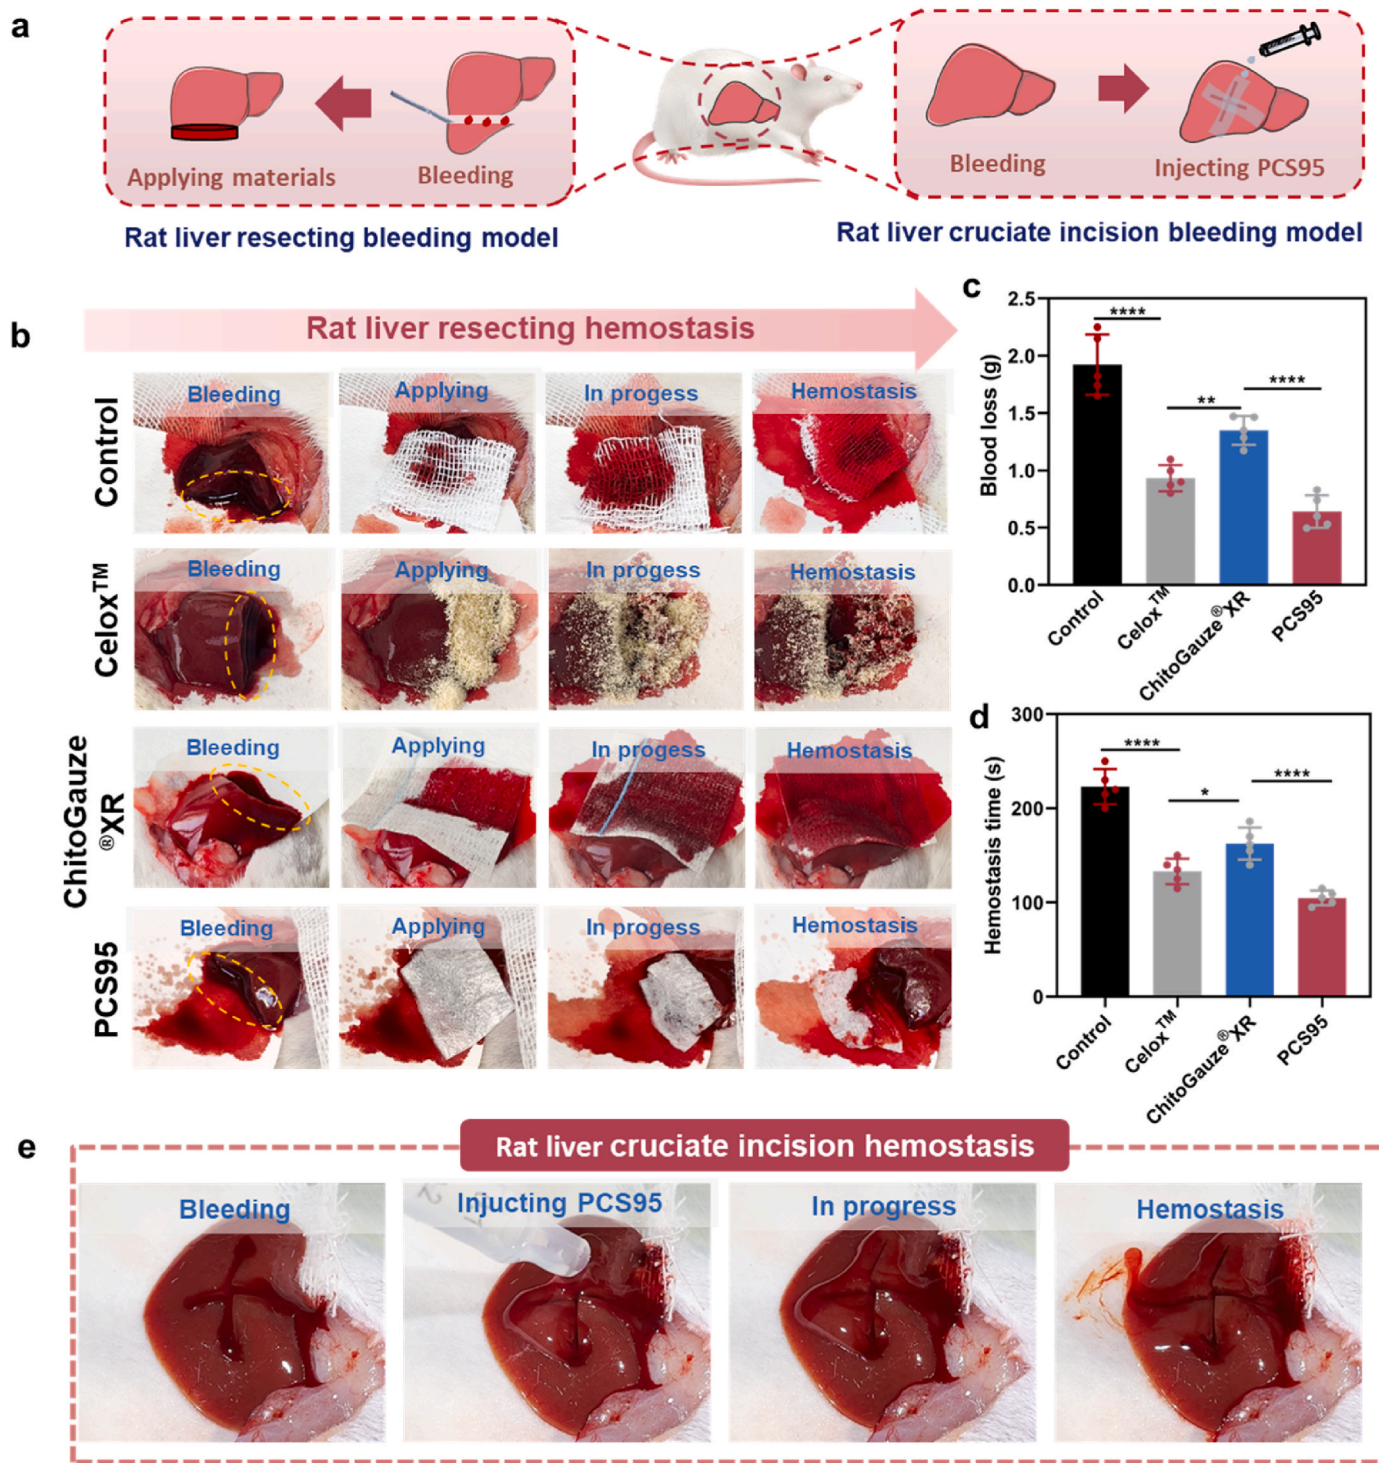 a
Applying materials
Bleeding
Rat liver resecting bleeding model
Bleeding
Injecting PCS95
Rat liver cruciate incision bleeding model
b
Rat liver resecting hemostasis
Control
Bleeding
Applying
In progess
Hemostasis
Celox™
Bleeding
Applying
In progess
Hemostasis
ChitoGauze
®XR
Bleeding
Applying
In progess
Hemostasis
PCS95
Bleeding
Applying
In progess
Hemostasis
c
Blood loss (g)
2.5
2.0
1.5
1.0
0.5
0.0
****
**
****
Control
Celox™
ChitoGauze®XR
PCS95
d
Hemostasis time (s)
300
200
100
0
****
*
****
Control
Celox™
ChitoGauze®XR
PCS95
e
Rat liver cruciate incision hemostasis
Bleeding
Injucting PCS95
In progress
Hemostasis